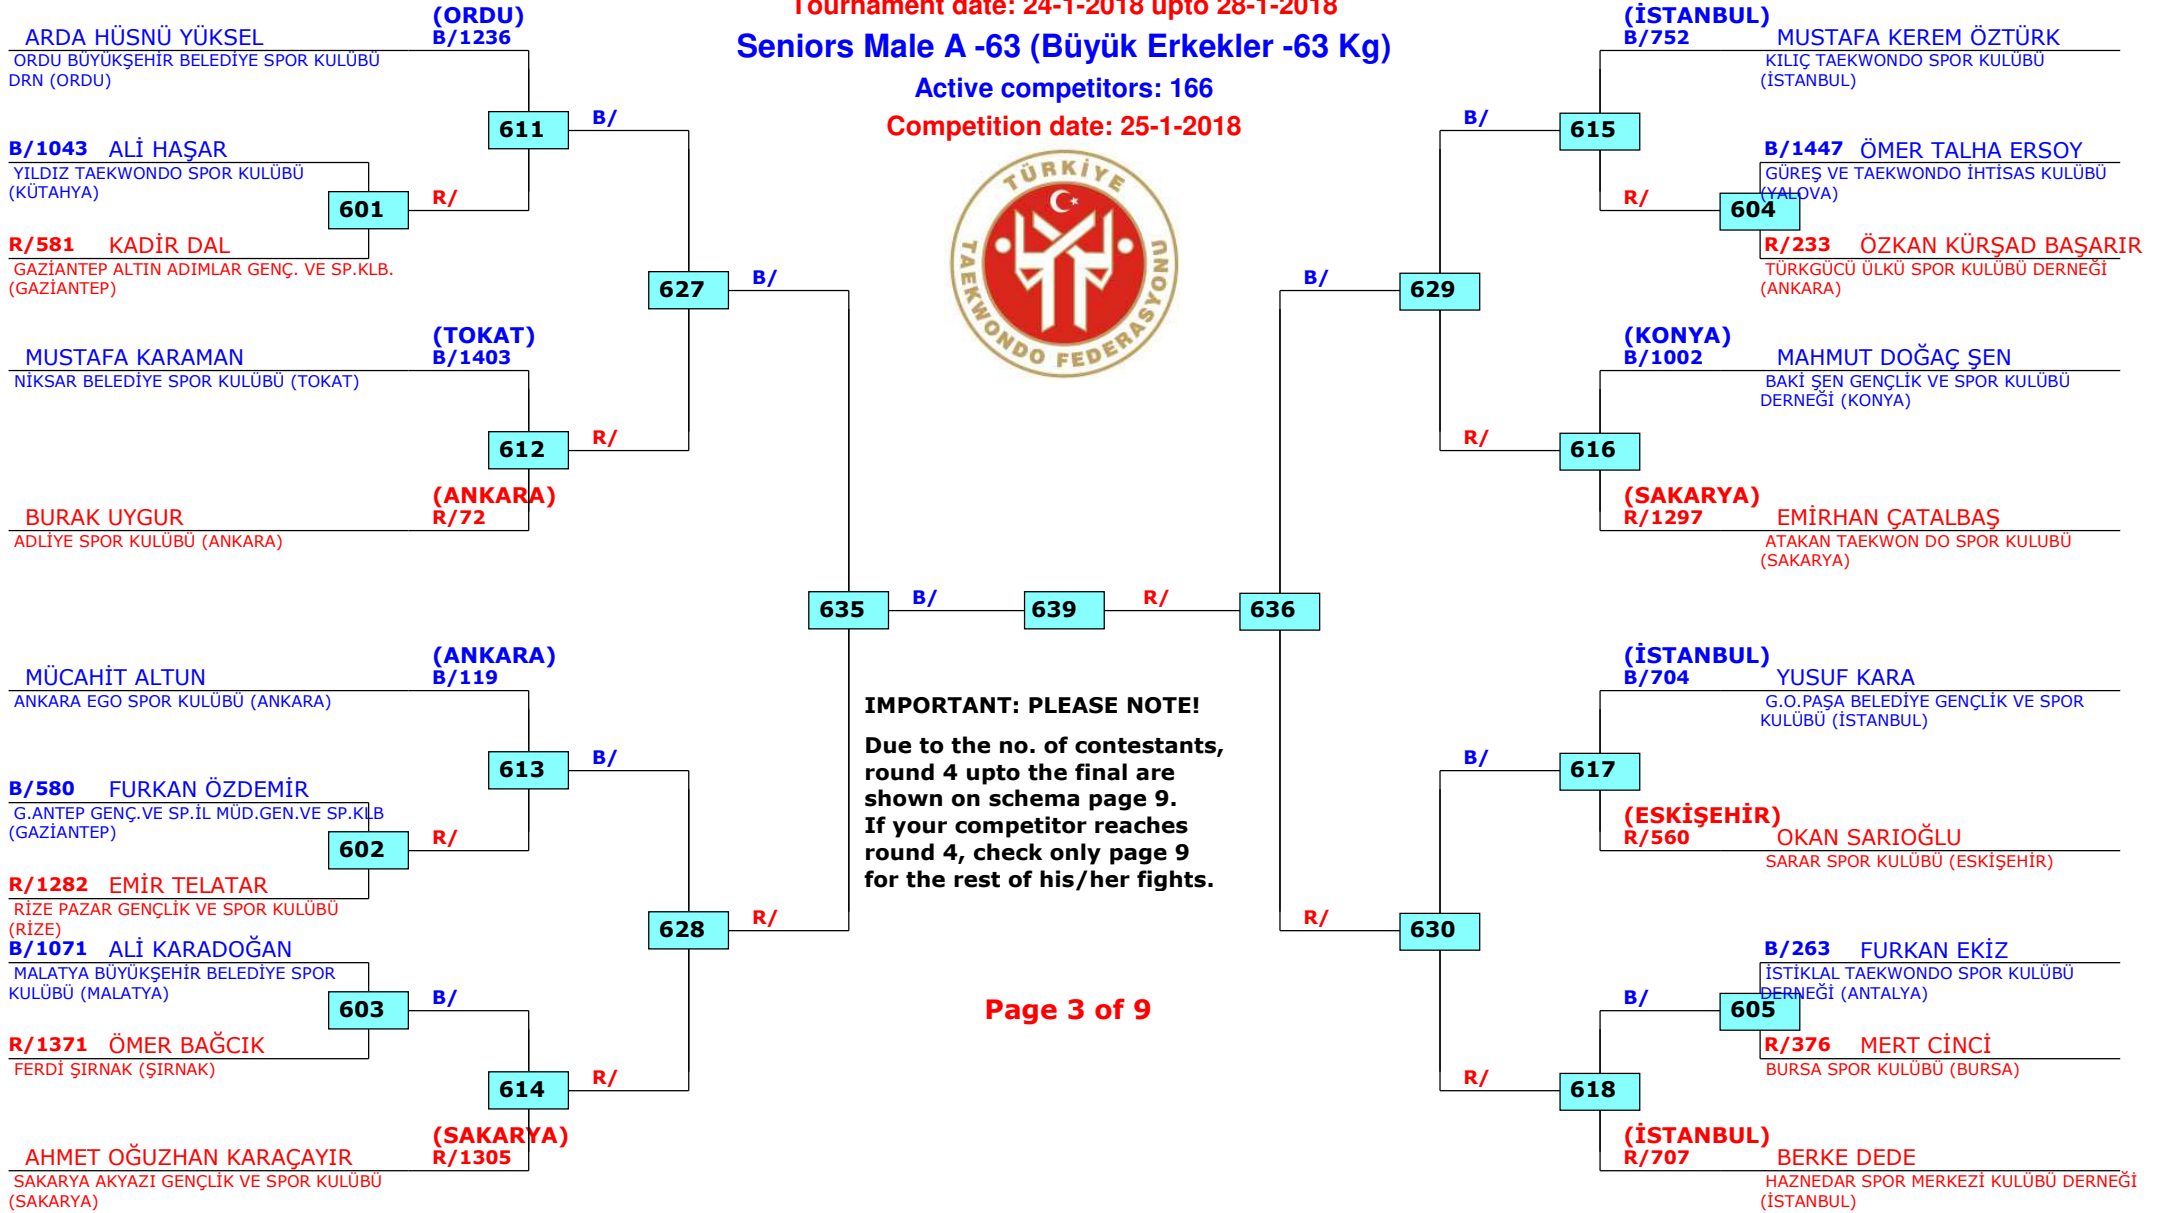 Tournament date: 24-1-2018 upto 28-1-2018
Seniors Male A -63 (Büyük Erkekler -63 Kg)
Active competitors: 166
Competition date: 25-1-2018
TÜRKİYE TAEKWONDO FEDERASYONU
(ORDU)
ARDA HÜSNÜ YÜKSEL B/1236
ORDU BÜYÜKŞEHİR BELEDİYE SPOR KULÜBÜ
DRN (ORDU)
611 B/
B/1043 ALİ HAŞAR
YILDIZ TAEKWONDO SPOR KULÜBÜ
(KÜTAHYA)
601 R/
R/581 KADİR DAL
GAZİANTEP ALTIN ADIMLAR GENÇ. VE SP.KLB.
(GAZİANTEP)
627 B/
(TOKAT)
MUSTAFA KARAMAN B/1403
NİKSAR BELEDİYE SPOR KULÜBÜ (TOKAT)
612 R/
(ANKARA)
BURAK UYGUR R/72
ADLİYE SPOR KULÜBÜ (ANKARA)
635 B/ 639 R/ 636
(ANKARA)
MÜCAHİT ALTUN B/119
ANKARA EGO SPOR KULÜBÜ (ANKARA)
613 B/
B/580 FURKAN ÖZDEMİR
G.ANTEP GENÇ.VE SP.İL MÜD.GEN.VE SP.KLB
(GAZİANTEP)
602 R/
R/1282 EMİR TELATAR
RİZE PAZAR GENÇLİK VE SPOR KULÜBÜ
(RİZE)
628 R/
B/1071 ALİ KARADOĞAN
MALATYA BÜYÜKŞEHİR BELEDİYE SPOR
KULÜBÜ (MALATYA)
603 B/
R/1371 ÖMER BAĞCIK
FERDİ ŞIRNAK (ŞIRNAK)
614 R/
(SAKARYA)
AHMET OĞUZHAN KARAÇAYIR R/1305
SAKARYA AKYAZI GENÇLİK VE SPOR KULÜBÜ
(SAKARYA)
IMPORTANT: PLEASE NOTE!
Due to the no. of contestants,
round 4 upto the final are
shown on schema page 9.
If your competitor reaches
round 4, check only page 9
for the rest of his/her fights.
Page 3 of 9
(İSTANBUL)
B/752 MUSTAFA KEREM ÖZTÜRK
KILIÇ TAEKWONDO SPOR KULÜBÜ
(İSTANBUL)
B/ 615
B/1447 ÖMER TALHA ERSOY
GÜREŞ VE TAEKWONDO İHTİSAS KULÜBÜ
(YALOVA)
R/ 604
R/233 ÖZKAN KÜRŞAD BAŞARIR
TÜRKGÜCÜ ÜLKÜ SPOR KULÜBÜ DERNEĞİ
(ANKARA)
B/ 629
(KONYA)
B/1002 MAHMUT DOĞAÇ ŞEN
BAKİ ŞEN GENÇLİK VE SPOR KULÜBÜ
DERNEĞİ (KONYA)
R/ 616
(SAKARYA)
R/1297 EMİRHAN ÇATALBAŞ
ATAKAN TAEKWON DO SPOR KULUBÜ
(SAKARYA)
(İSTANBUL)
B/704 YUSUF KARA
G.O.PAŞA BELEDİYE GENÇLİK VE SPOR
KULÜBÜ (İSTANBUL)
B/ 617
(ESKİŞEHİR)
R/560 OKAN SARIOĞLU
SARAR SPOR KULÜBÜ (ESKİŞEHİR)
R/ 630
B/263 FURKAN EKİZ
İSTİKLAL TAEKWONDO SPOR KULÜBÜ
DERNEĞİ (ANTALYA)
B/ 605
R/376 MERT CİNCİ
BURSA SPOR KULÜBÜ (BURSA)
R/ 618
(İSTANBUL)
R/707 BERKE DEDE
HAZNEDAR SPOR MERKEZİ KULÜBÜ DERNEĞİ
(İSTANBUL)